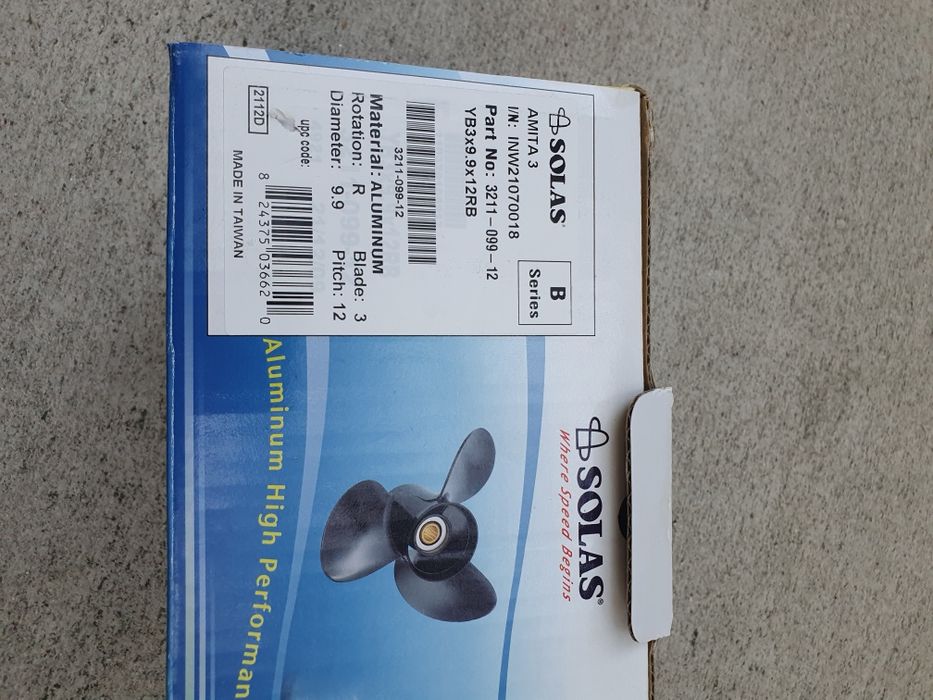 SOLAS
AMITA 3
B
Series
I/N: INW21070018
Part No: 3211-099-12
YB3x9.9x12RB
3211-099-12
Material: ALUMINUM
Rotation: R Blade: 3
Diameter: 9.9 Pitch: 12
upc code:
8 24375 03662 0
2112D
MADE IN TAIWAN
SOLAS®
Where Speed Begins
Aluminum High Performan